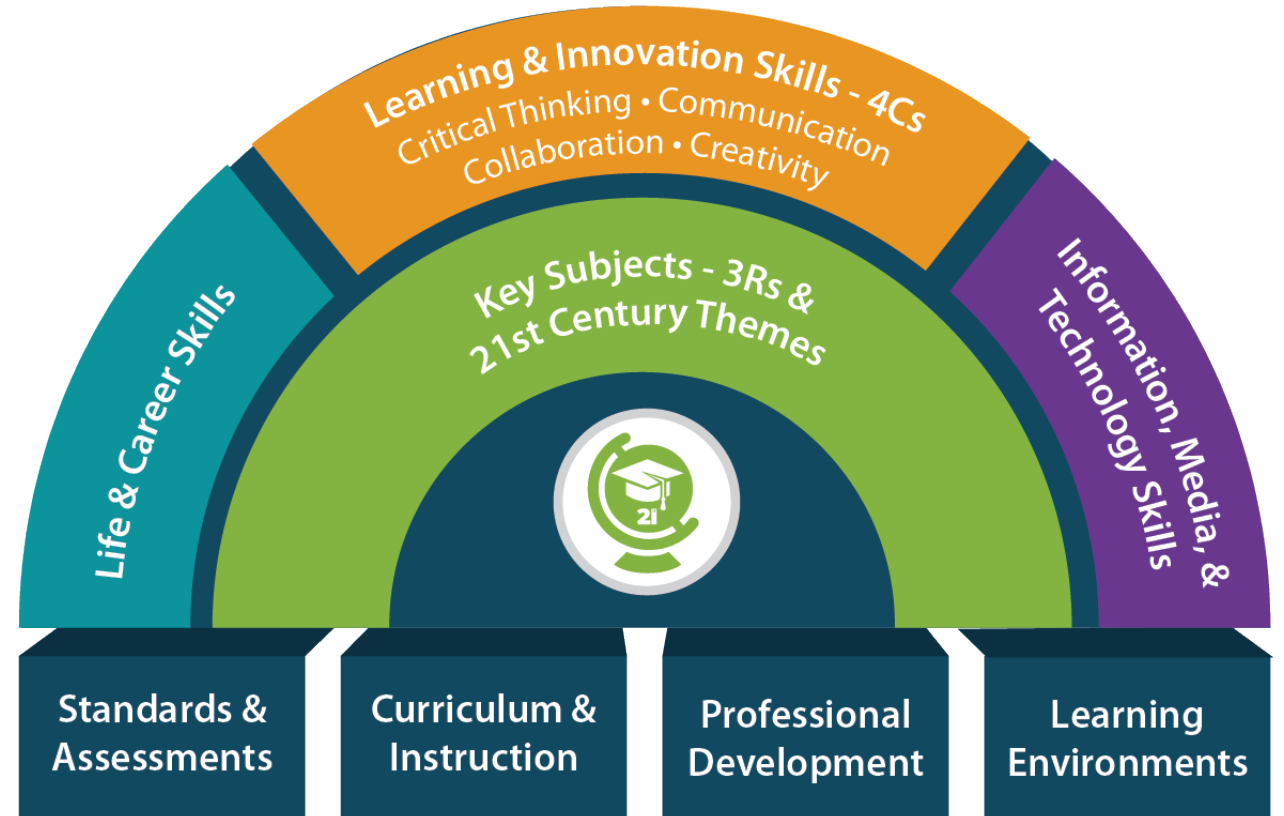 Learning & Innovation Skills - 4Cs
Critical Thinking • Communication
Collaboration • Creativity
Life & Career Skills
Key Subjects - 3Rs &
21st Century Themes
Information, Media, &
Technology Skills
21
Standards &
Assessments
Curriculum &
Instruction
Professional
Development
Learning
Environments